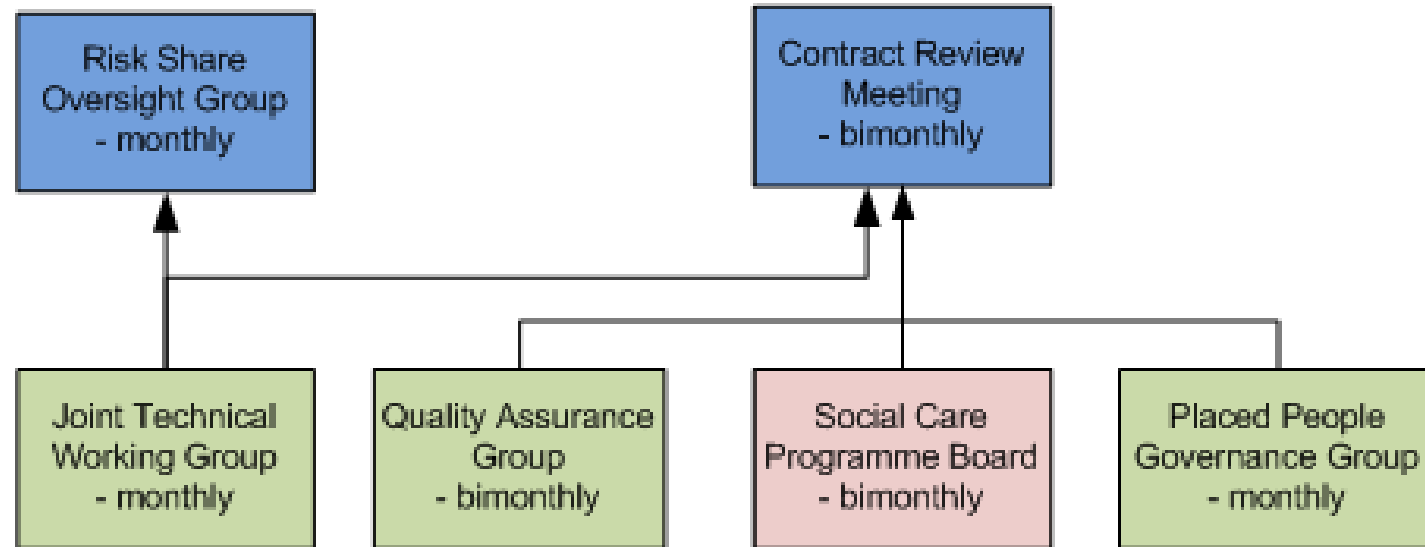 Risk Share
Oversight Group
- monthly
Contract Review
Meeting
- bimonthly
Joint Technical
Working Group
- monthly
Quality Assurance
Group
- bimonthly
Social Care
Programme Board
- bimonthly
Placed People
Governance Group
- monthly